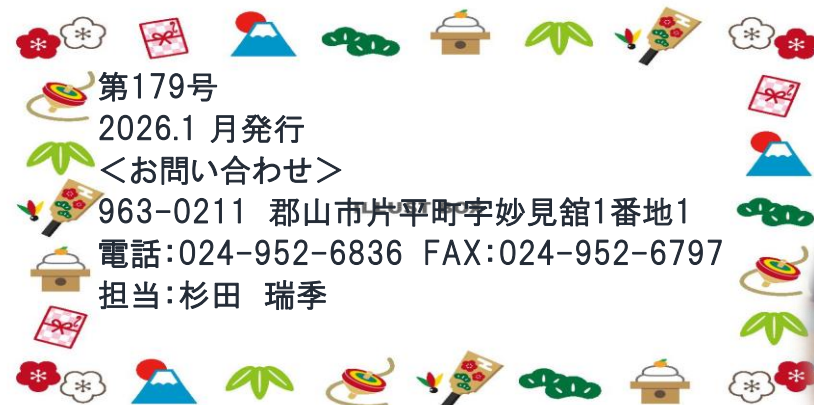 第179号
2026.1 月発行
＜お問い合わせ＞
963-0211 郡山市片平町字妙見舘1番地1
電話：024-952-6836 FAX：024-952-6797
担当：杉田 瑞季